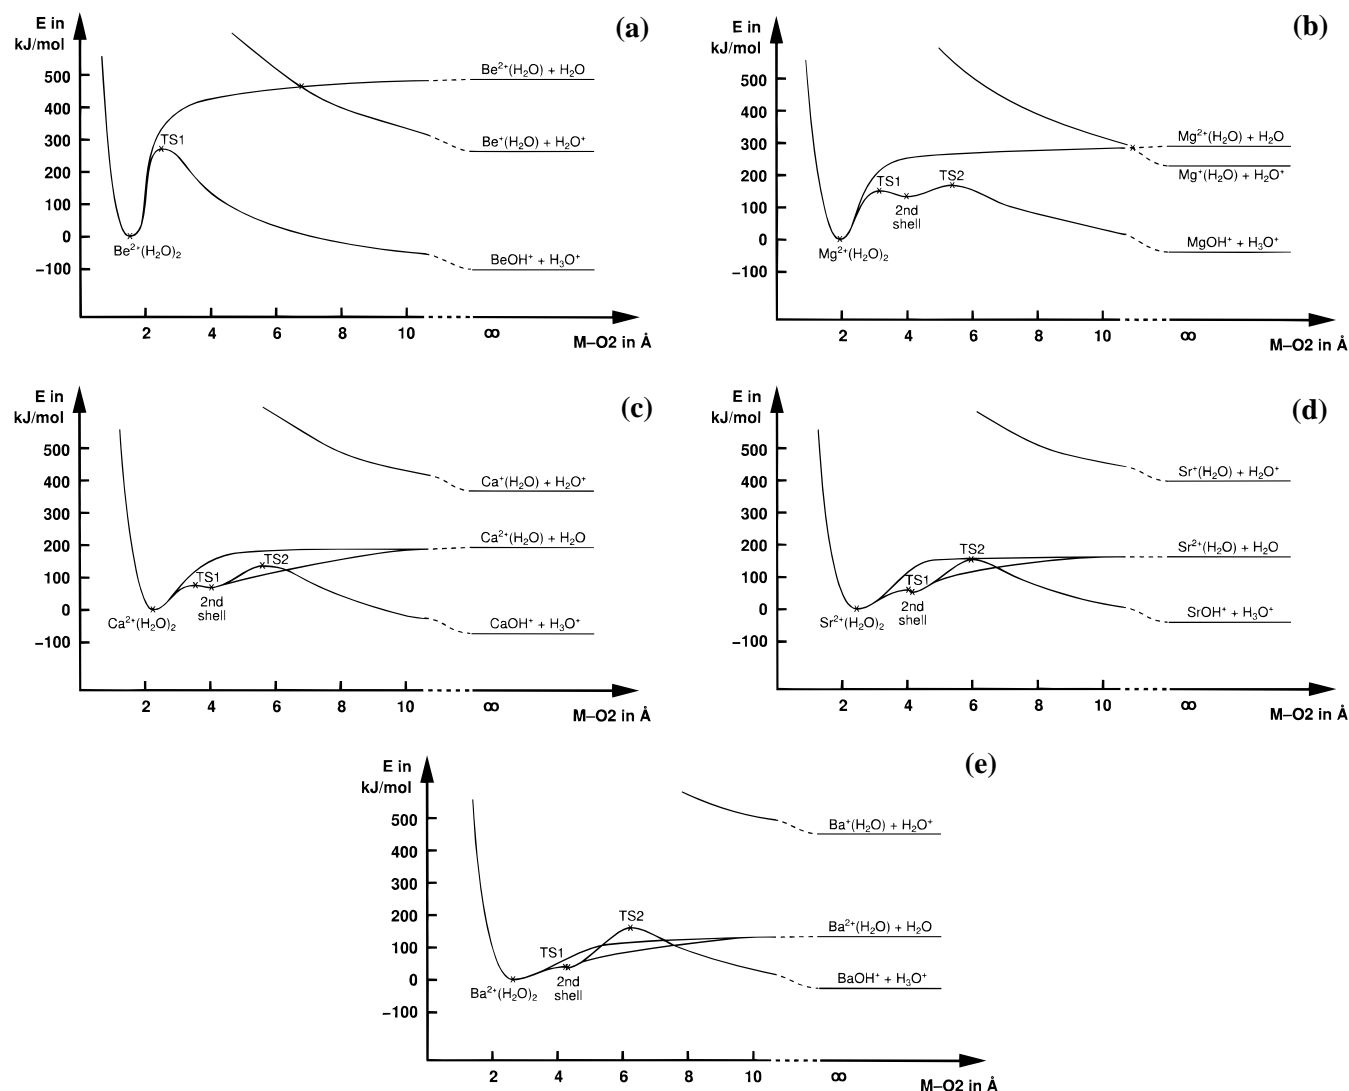 (a)
E in
kJ/mol
500
400
300
200
100
0
−100
Be²⁺(H₂O) + H₂O
Be⁺(H₂O) + H₂O⁺
TS1
Be²⁺(H₂O)₂
BeOH⁺ + H₃O⁺
2 4 6 8 10 ∞
M–O2 in Å
(b)
E in
kJ/mol
500
400
300
200
100
0
−100
Mg²⁺(H₂O) + H₂O
Mg⁺(H₂O) + H₂O⁺
TS1
TS2
2nd
shell
Mg²⁺(H₂O)₂
MgOH⁺ + H₃O⁺
2 4 6 8 10 ∞
M–O2 in Å
(c)
E in
kJ/mol
500
400
300
200
100
0
−100
Ca⁺(H₂O) + H₂O⁺
Ca²⁺(H₂O) + H₂O
TS2
TS1
2nd
shell
Ca²⁺(H₂O)₂
CaOH⁺ + H₃O⁺
2 4 6 8 10 ∞
M–O2 in Å
(d)
E in
kJ/mol
500
400
300
200
100
0
−100
Sr⁺(H₂O) + H₂O⁺
Sr²⁺(H₂O) + H₂O
TS2
TS1
2nd
shell
Sr²⁺(H₂O)₂
SrOH⁺ + H₃O⁺
2 4 6 8 10 ∞
M–O2 in Å
(e)
E in
kJ/mol
500
400
300
200
100
0
−100
Ba⁺(H₂O) + H₂O⁺
Ba²⁺(H₂O) + H₂O
TS2
TS1
2nd
shell
Ba²⁺(H₂O)₂
BaOH⁺ + H₃O⁺
2 4 6 8 10 ∞
M–O2 in Å